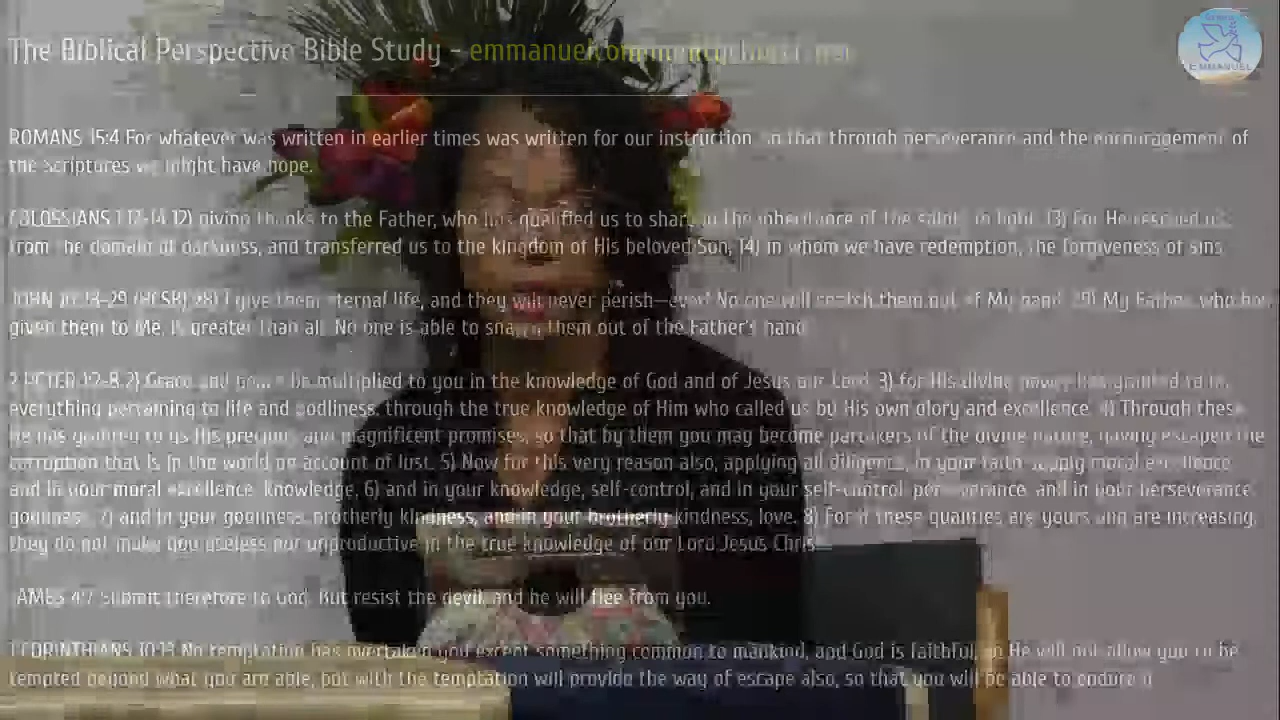 The Biblical Perspective Bible Study -
EMMANUEL
ROMANS 15:4 For whatever was written in earlier times was written for our instruction, so that through perseverance and the encouragement of
the Scriptures we might have hope.
COLOSSIANS 1:12-14 12) giving thanks to the Father, who has qualified us to share in the inheritance of the saints in light. 13) For He rescued us
from the domain of darkness, and transferred us to the kingdom of His beloved Son, 14) in whom we have redemption, the forgiveness of sins.
JOHN 10:28-29 (HCSB) 28) I give them eternal life, and they will never perish—ever! No one will snatch them out of My hand. 29) My Father, who has
given them to Me, is greater than all. No one is able to snatch them out of the Father's hand.
2 PETER 1:2-8 2) Grace and peace be multiplied to you in the knowledge of God and of Jesus our Lord. 3) for His divine power has granted to us
everything pertaining to life and godliness, through the true knowledge of Him who called us by His own glory and excellence. 4) Through these
He has granted to us His precious and magnificent promises, so that by them you may become partakers of the divine nature, having escaped the
corruption that is in the world on account of lust. 5) Now for this very reason also, applying all diligence, in your faith supply moral excellence,
and in your moral excellence, knowledge, 6) and in your knowledge, self-control, and in your self-control, perseverance, and in your perseverance,
godliness, 7) and in your godliness, brotherly kindness, and in your brotherly kindness, love. 8) For if these qualities are yours and are increasing,
they do not make you useless nor unproductive in the true knowledge of our Lord Jesus Christ.
JAMES 4:7 Submit therefore to God. But resist the devil, and he will flee from you.
1 CORINTHIANS 10:13 No temptation has overtaken you except something common to mankind, and God is faithful, so He will not allow you to be
tempted beyond what you are able, but with the temptation will provide the way of escape also, so that you will be able to endure it.